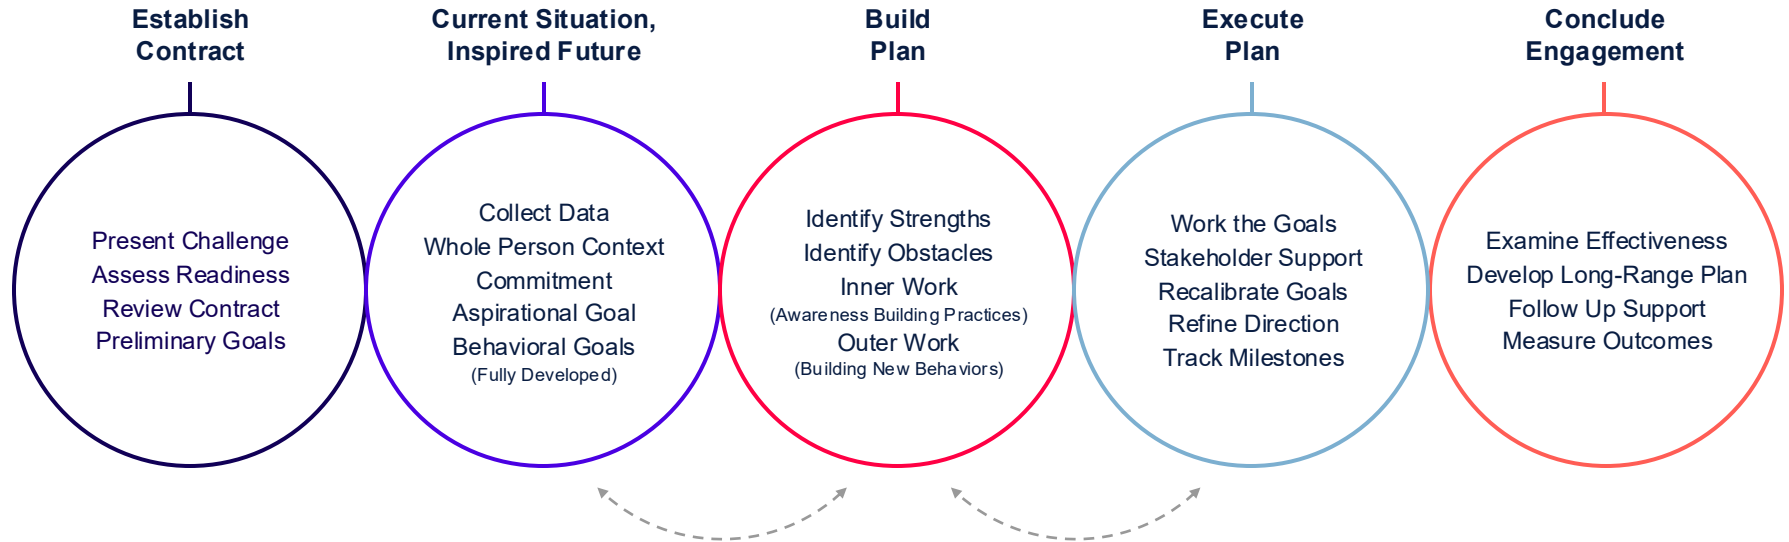 Establish
Contract
Current Situation,
Inspired Future
Build
Plan
Execute
Plan
Conclude
Engagement
Present Challenge
Assess Readiness
Review Contract
Preliminary Goals
Collect Data
Whole Person Context
Commitment
Aspirational Goal
Behavioral Goals
(Fully Developed)
Identify Strengths
Identify Obstacles
Inner Work
(Awareness Building Practices)
Outer Work
(Building New Behaviors)
Work the Goals
Stakeholder Support
Recalibrate Goals
Refine Direction
Track Milestones
Examine Effectiveness
Develop Long-Range Plan
Follow Up Support
Measure Outcomes